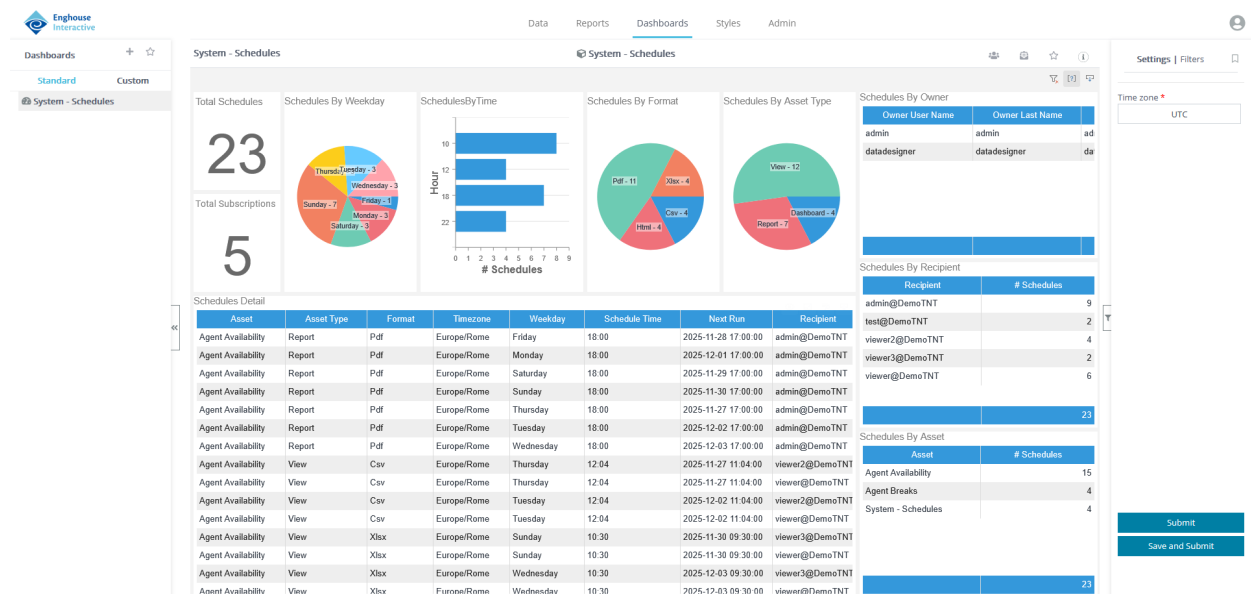 Enghouse
Interactive
Data Reports Dashboards Styles Admin
Dashboards
Standard Custom
System - Schedules
System - Schedules
System - Schedules
Settings | Filters
Time zone *
UTC
Submit
Save and Submit
Total Schedules
23
Total Subscriptions
5
Schedules By Weekday
Tuesday - 3
Wednesday - 3
Friday - 1
Monday - 3
Saturday - 3
Sunday - 7
SchedulesByTime
Hour
10
12
18
22
0 1 2 3 4 5 6 7 8 9
# Schedules
Schedules By Format
Pdf - 11
Xlsx - 4
Csv - 4
Html - 4
Schedules By Asset Type
View - 12
Dashboard - 4
Report - 7
Schedules By Owner
Owner User Name Owner Last Name
admin admin
datadesigner datadesigner
Schedules By Recipient
Recipient # Schedules
admin@DemoTNT 9
test@DemoTNT 2
viewer2@DemoTNT 4
viewer3@DemoTNT 2
viewer@DemoTNT 6
23
Schedules By Asset
Asset # Schedules
Agent Availability 15
Agent Breaks 4
System - Schedules 4
23
Schedules Detail
Asset Asset Type Format Timezone Weekday Schedule Time Next Run Recipient
Agent Availability Report Pdf Europe/Rome Friday 18:00 2025-11-28 17:00:00 admin@DemoTNT
Agent Availability Report Pdf Europe/Rome Monday 18:00 2025-12-01 17:00:00 admin@DemoTNT
Agent Availability Report Pdf Europe/Rome Saturday 18:00 2025-11-29 17:00:00 admin@DemoTNT
Agent Availability Report Pdf Europe/Rome Sunday 18:00 2025-11-30 17:00:00 admin@DemoTNT
Agent Availability Report Pdf Europe/Rome Thursday 18:00 2025-11-27 17:00:00 admin@DemoTNT
Agent Availability Report Pdf Europe/Rome Tuesday 18:00 2025-12-02 17:00:00 admin@DemoTNT
Agent Availability Report Pdf Europe/Rome Wednesday 18:00 2025-12-03 17:00:00 admin@DemoTNT
Agent Availability View Csv Europe/Rome Thursday 12:04 2025-11-27 11:04:00 viewer2@DemoTNT
Agent Availability View Csv Europe/Rome Thursday 12:04 2025-11-27 11:04:00 viewer@DemoTNT
Agent Availability View Csv Europe/Rome Tuesday 12:04 2025-12-02 11:04:00 viewer2@DemoTNT
Agent Availability View Csv Europe/Rome Tuesday 12:04 2025-12-02 11:04:00 viewer@DemoTNT
Agent Availability View Xlsx Europe/Rome Sunday 10:30 2025-11-30 09:30:00 viewer3@DemoTNT
Agent Availability View Xlsx Europe/Rome Sunday 10:30 2025-11-30 09:30:00 viewer@DemoTNT
Agent Availability View Xlsx Europe/Rome Wednesday 10:30 2025-12-03 09:30:00 viewer3@DemoTNT
Agent Availability View Xlsx Europe/Rome Wednesday 10:30 2025-12-03 09:30:00 viewer@DemoTNT